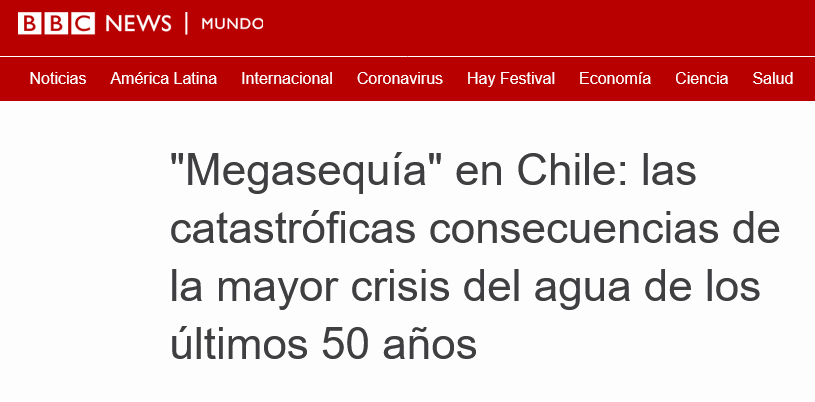 BBC NEWS | MUNDO
Noticias América Latina Internacional Coronavirus Hay Festival Economía Ciencia Salud
"Megasequía" en Chile: las
catastróficas consecuencias de
la mayor crisis del agua de los
últimos 50 años